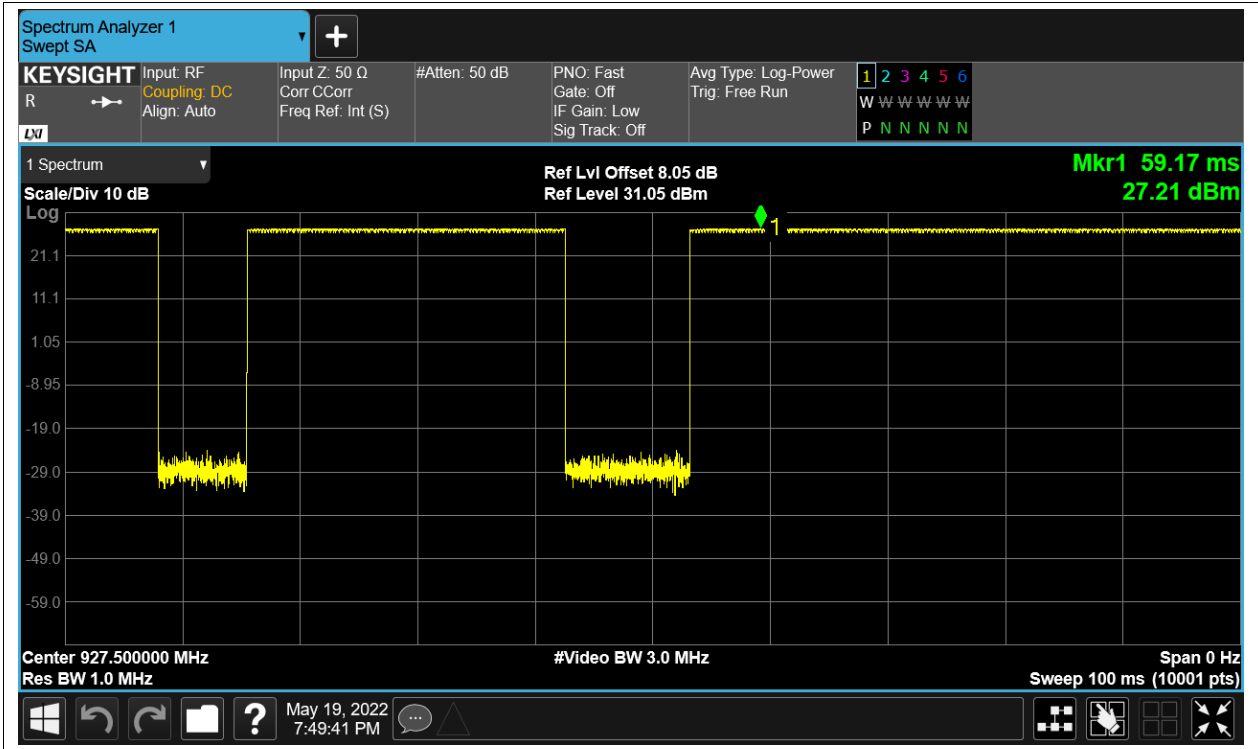 Spectrum Analyzer 1
Swept SA
KEYSIGHT
R
LXI
Input: RF
Coupling: DC
Align: Auto
Input Z: 50 Ω
Corr CCorr
Freq Ref: Int (S)
#Atten: 50 dB
PNO: Fast
Gate: Off
IF Gain: Low
Sig Track: Off
Avg Type: Log-Power
Trig: Free Run
1 2 3 4 5 6
W W W W W W
P N N N N N
1 Spectrum
Scale/Div 10 dB
Log
Ref Lvl Offset 8.05 dB
Ref Level 31.05 dBm
Mkr1 59.17 ms
27.21 dBm
1
21.1
11.1
1.05
-8.95
-19.0
-29.0
-39.0
-49.0
-59.0
Center 927.500000 MHz
Res BW 1.0 MHz
#Video BW 3.0 MHz
Span 0 Hz
Sweep 100 ms (10001 pts)
?
May 19, 2022
7:49:41 PM